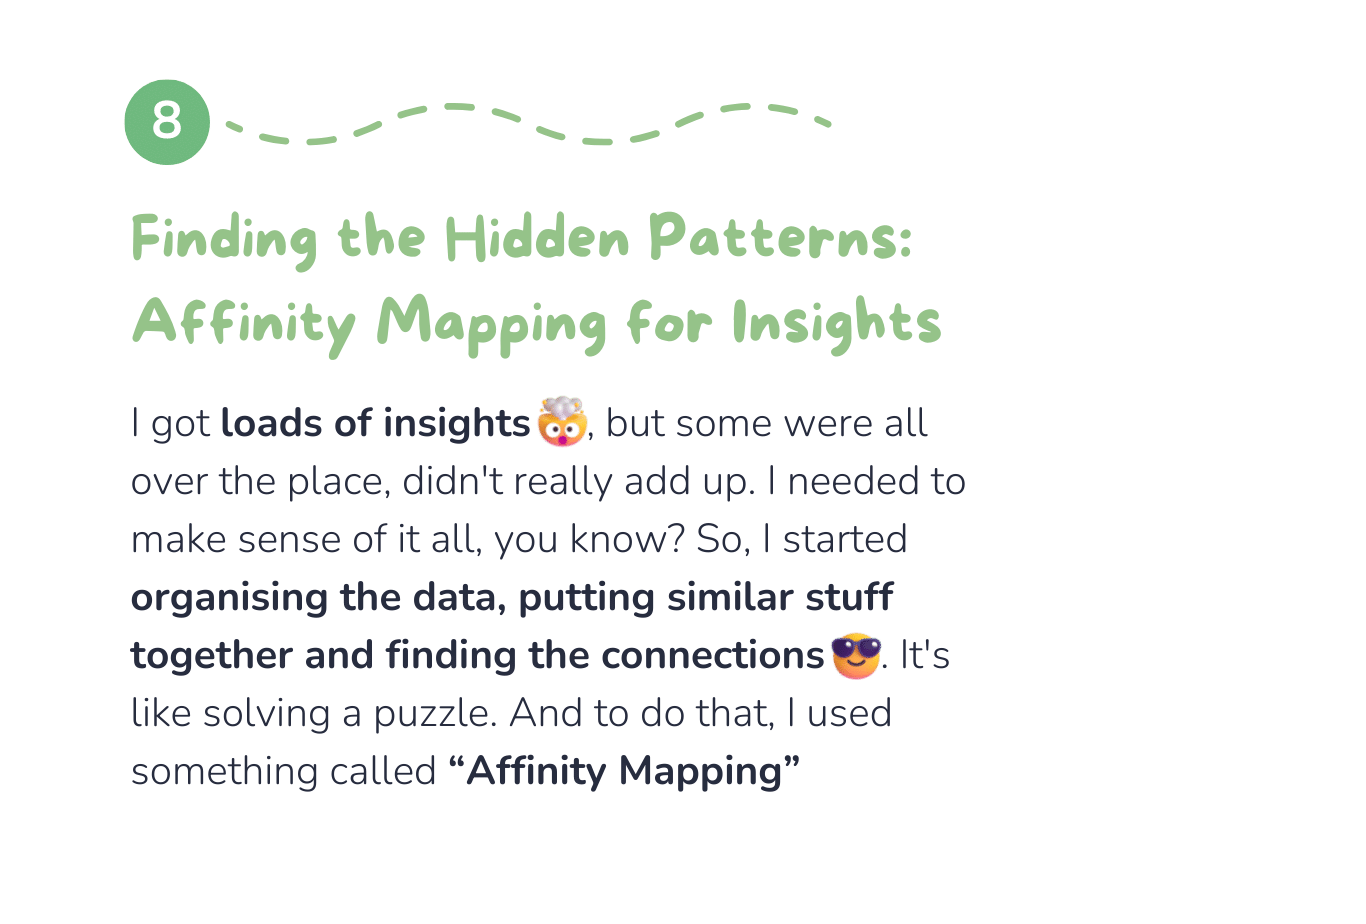 8
Finding the Hidden Patterns:
Affinity Mapping for Insights
I got loads of insights🤯, but some were all
over the place, didn't really add up. I needed to
make sense of it all, you know? So, I started
organising the data, putting similar stuff
together and finding the connections😎. It's
like solving a puzzle. And to do that, I used
something called “Affinity Mapping”